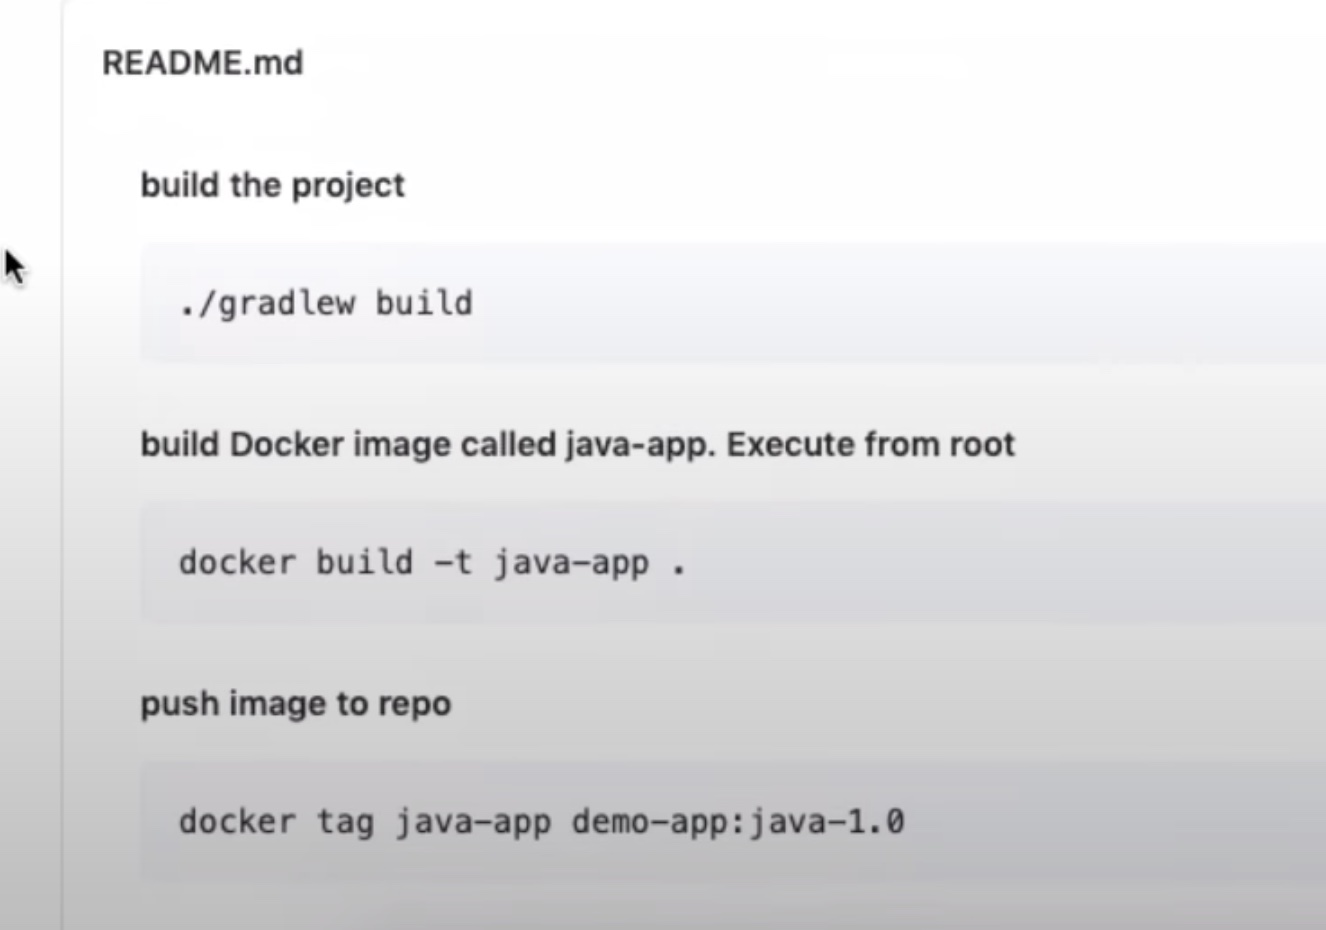 README.md
build the project
./gradlew build
build Docker image called java-app. Execute from root
docker build -t java-app .
push image to repo
docker tag java-app demo-app:java-1.0